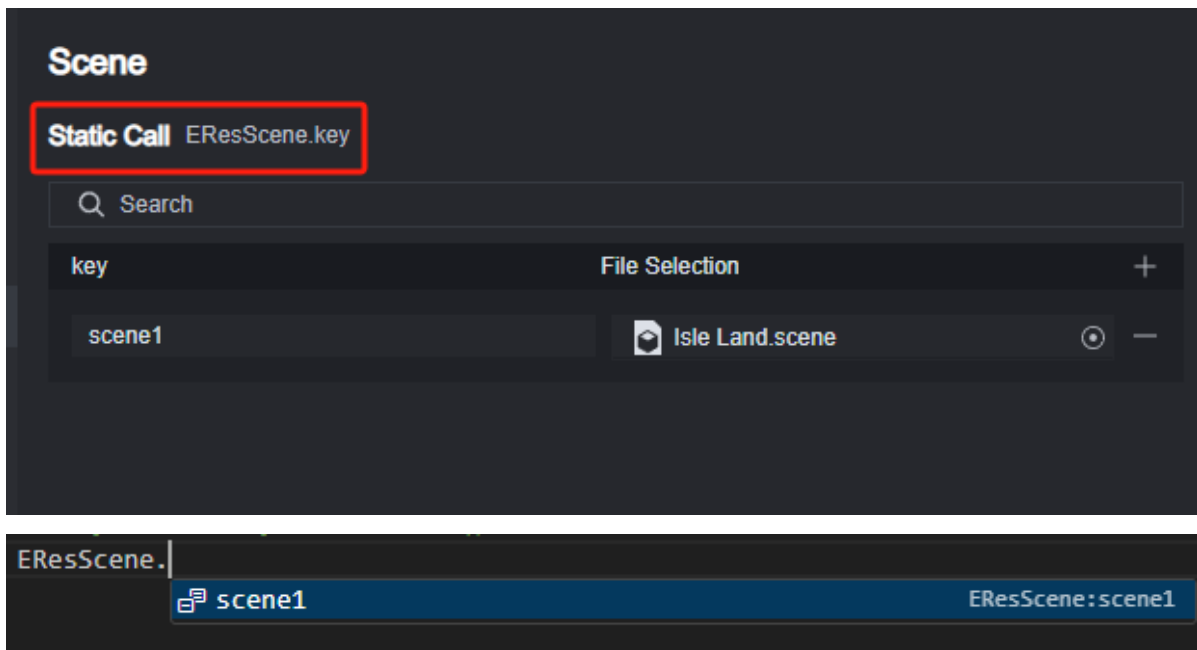 Scene
Static Call EResScene.key
Search
key File Selection
scene1 Isle Land.scene
EResScene.
scene1 EResScene:scene1